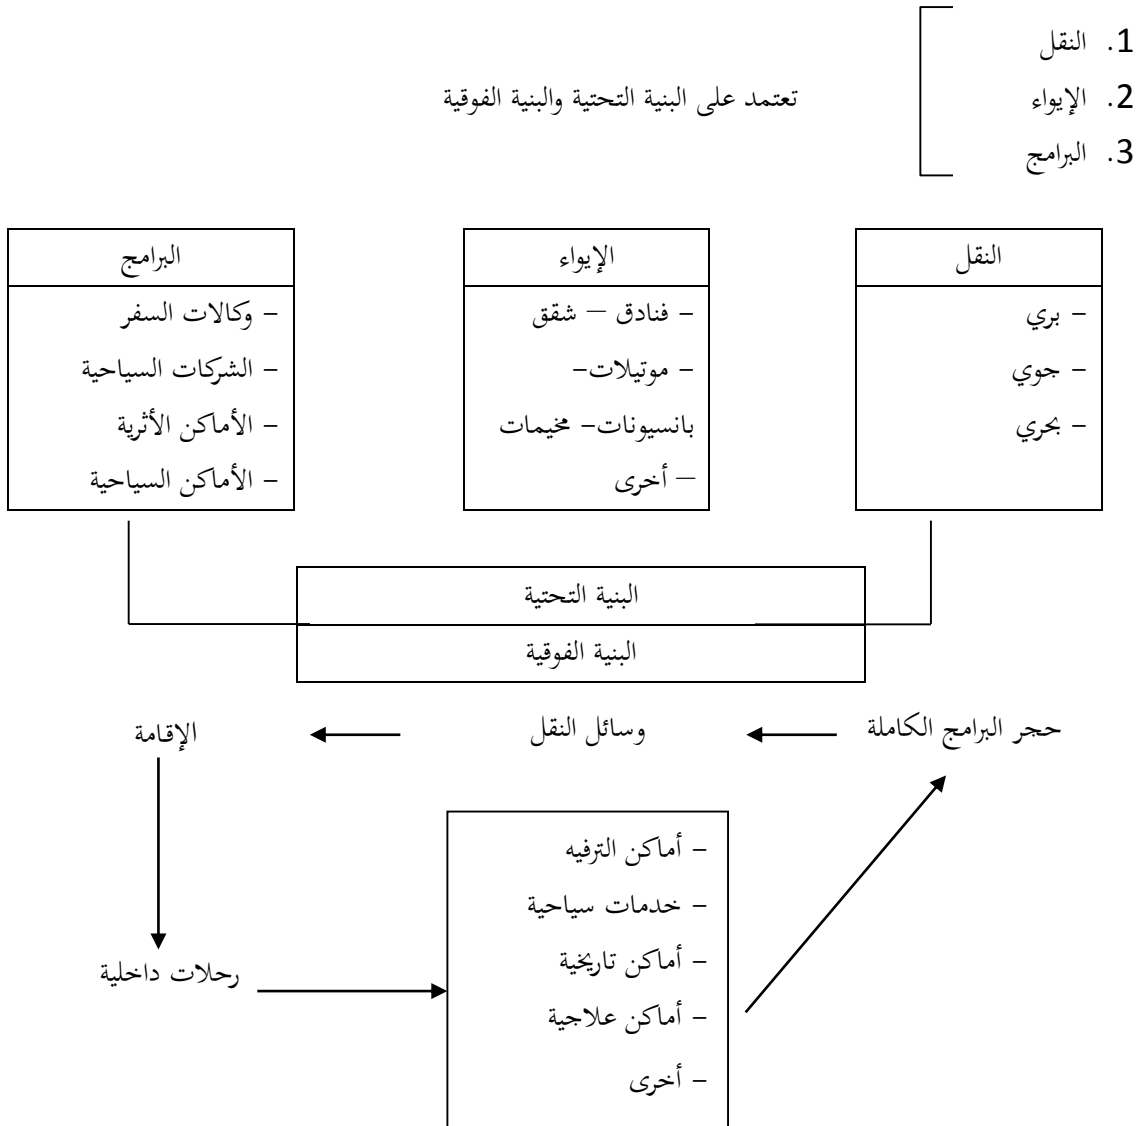 1. النقل
2. الإيواء
تعتمد على البنية التحتية والبنية الفوقية
3. البرامج
النقل
– بري
– جوي
– بحري
الإيواء
– فنادق – شقق
– موتيلات–
بانسيونات– مخيمات
– أخرى
البرامج
– وكالات السفر
– الشركات السياحية
– الأماكن الأثرية
– الأماكن السياحية
البنية التحتية
البنية الفوقية
حجر البرامج الكاملة
وسائل النقل
الإقامة
رحلات داخلية
– أماكن الترفيه
– خدمات سياحية
– أماكن تاريخية
– أماكن علاجية
– أخرى